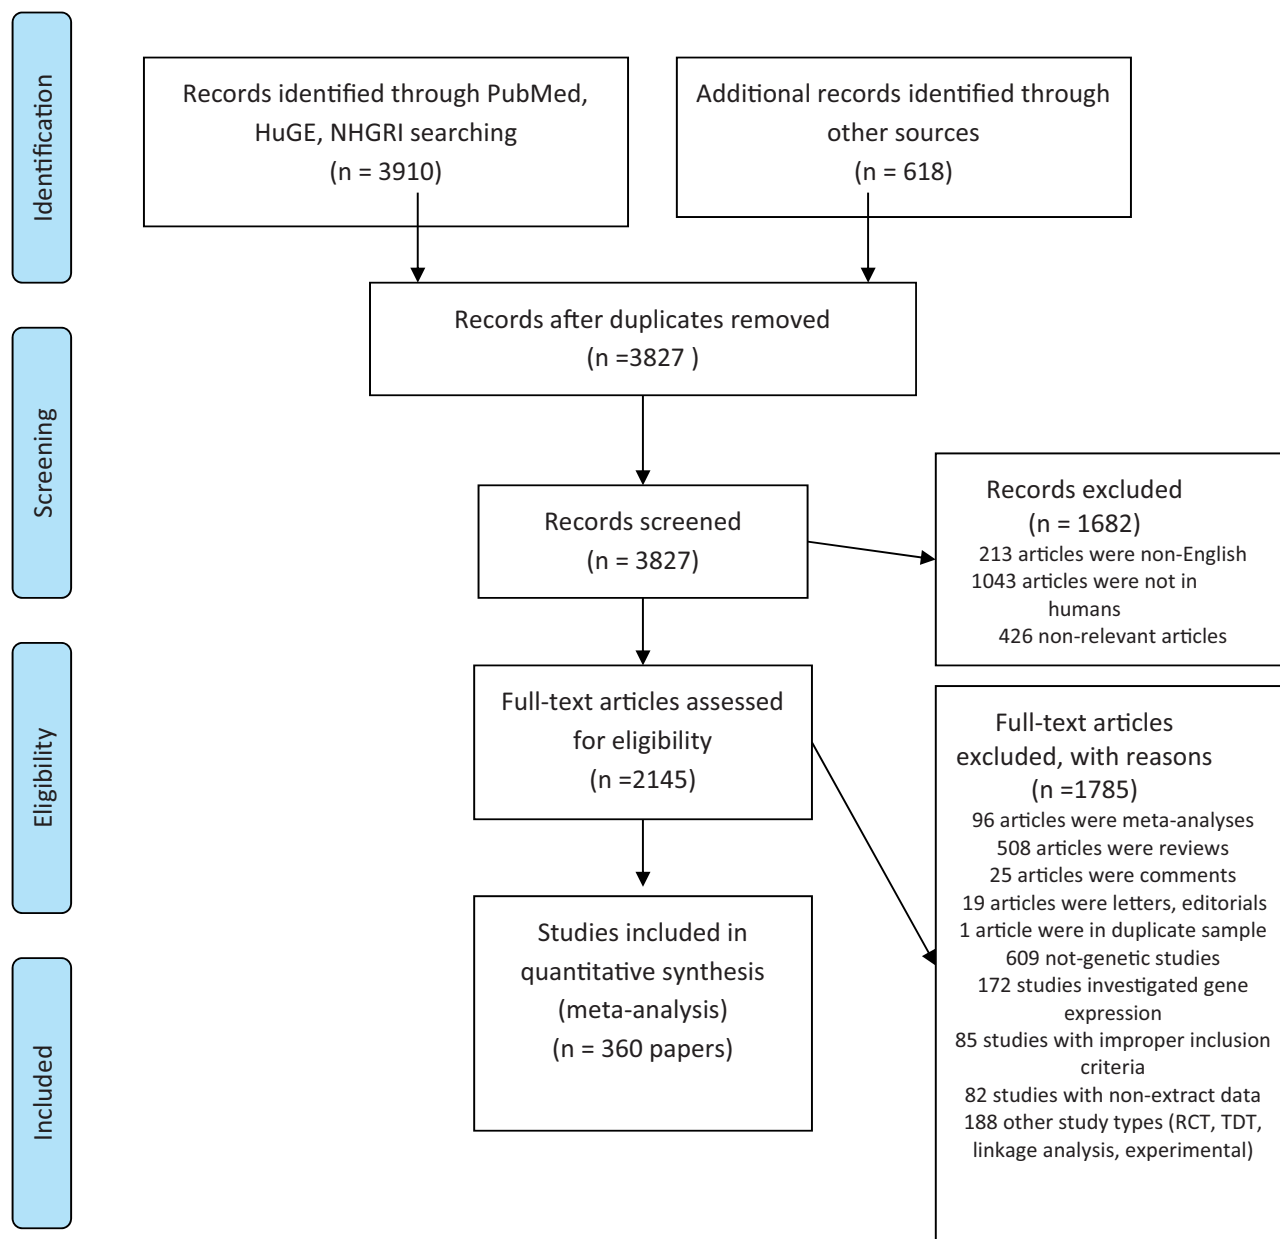 Identification
Records identified through PubMed,
HuGE, NHGRI searching
(n = 3910)
Additional records identified through
other sources
(n = 618)
Records after duplicates removed
(n =3827 )
Screening
Records screened
(n = 3827)
Records excluded
(n = 1682)
213 articles were non-English
1043 articles were not in
humans
426 non-relevant articles
Eligibility
Full-text articles assessed
for eligibility
(n =2145)
Full-text articles
excluded, with reasons
(n =1785)
96 articles were meta-analyses
508 articles were reviews
25 articles were comments
19 articles were letters, editorials
1 article were in duplicate sample
609 not-genetic studies
172 studies investigated gene
expression
85 studies with improper inclusion
criteria
82 studies with non-extract data
188 other study types (RCT, TDT,
linkage analysis, experimental)
Included
Studies included in
quantitative synthesis
(meta-analysis)
(n = 360 papers)